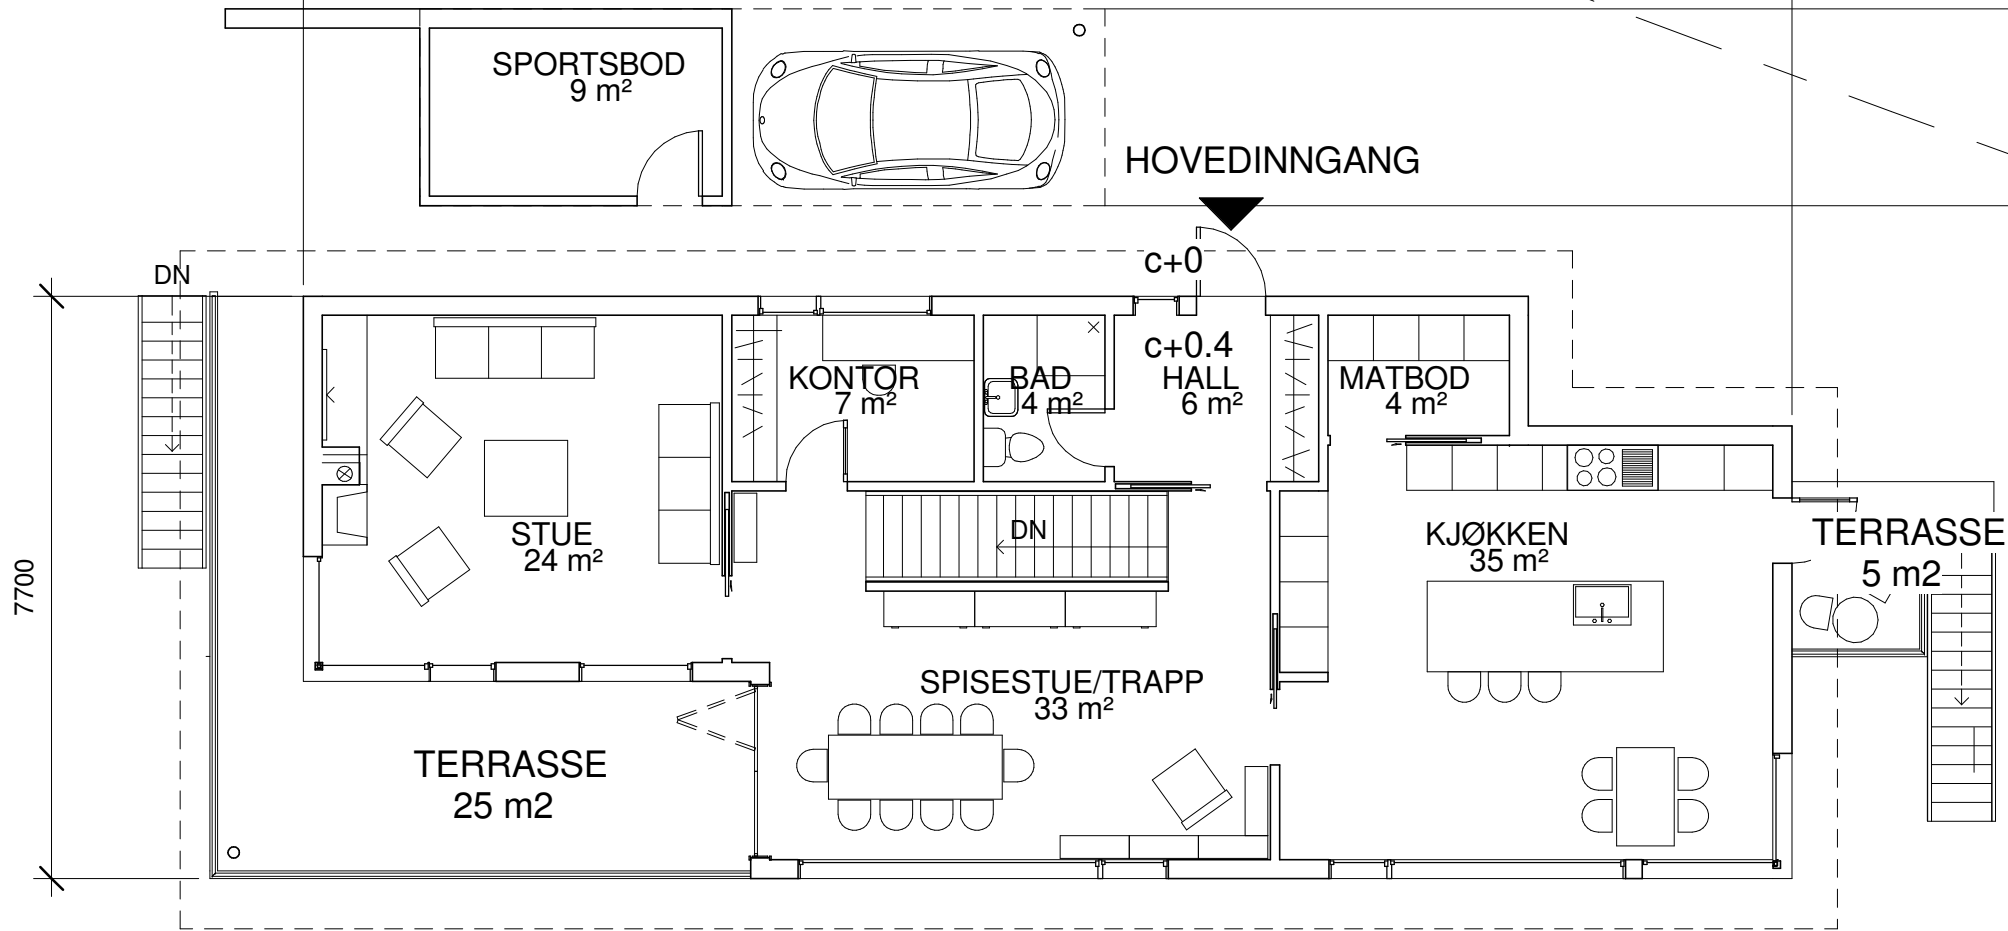 SPORTSBOD
9 m²
HOVEDINNGANG
c+0
DN
c+0.4
KONTOR
7 m²
BAD
4 m²
HALL
6 m²
MATBOD
4 m²
STUE
24 m²
DN
KJØKKEN
35 m²
TERRASSE
5 m2
7700
SPISESTUE/TRAPP
33 m²
TERRASSE
25 m2